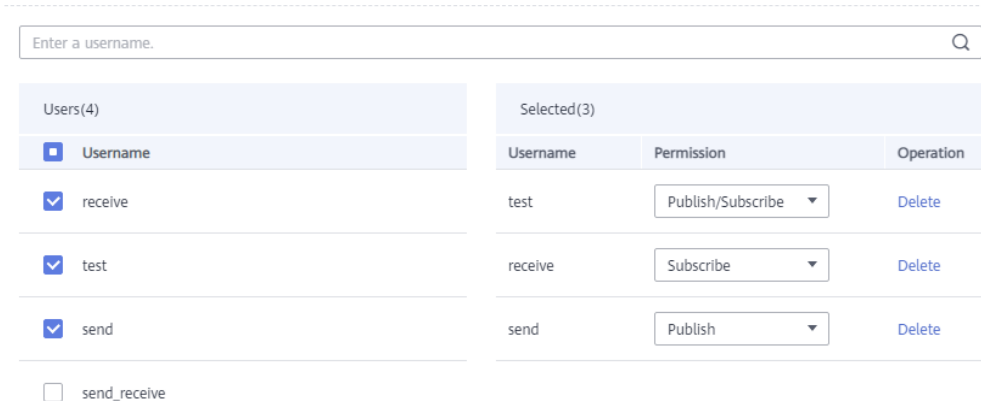 Enter a username.
Users(4)
Username
receive
test
send
send_receive
Selected(3)
Username Permission Operation
test Publish/Subscribe Delete
receive Subscribe Delete
send Publish Delete